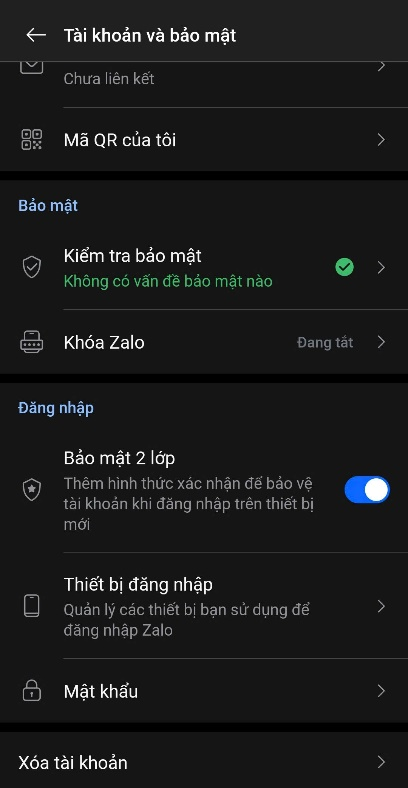 Tài khoản và bảo mật
Chưa liên kết
Mã QR của tôi
Bảo mật
Kiểm tra bảo mật
Không có vấn đề bảo mật nào
Khóa Zalo
Đang tắt
Đăng nhập
Bảo mật 2 lớp
Thêm hình thức xác nhận để bảo vệ
tài khoản khi đăng nhập trên thiết bị
mới
Thiết bị đăng nhập
Quản lý các thiết bị bạn sử dụng để
đăng nhập Zalo
Mật khẩu
Xóa tài khoản